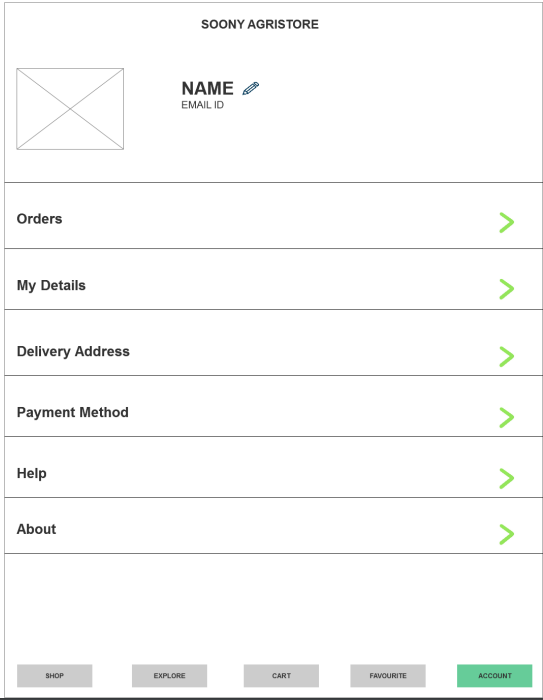 SOONY AGRISTORE
NAME
EMAIL ID
Orders
My Details
Delivery Address
Payment Method
Help
About
SHOP EXPLORE CART FAVOURITE ACCOUNT